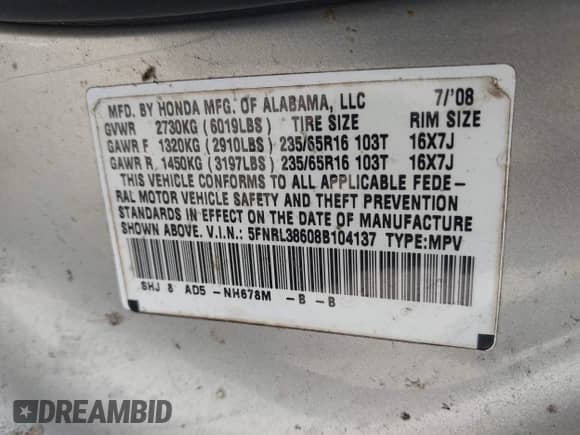 MFD. BY HONDA MFG. OF ALABAMA, LLC 7/'08
GVWR 2730KG (6019LBS) TIRE SIZE RIM SIZE
GAWR F 1320KG (2910LBS) 235/65R16 103T 16X7J
GAWR R, 1450KG (3197LBS) 235/65R16 103T 16X7J
THIS VEHICLE CONFORMS TO ALL APPLICABLE FEDE-
RAL MOTOR VEHICLE SAFETY AND THEFT PREVENTION
STANDARDS IN EFFECT ON THE DATE OF MANUFACTURE
SHOWN ABOVE. V.I.N.: 5FNRL38608B104137 TYPE:MPV
SHJ 8 AD5 -NH678M -B -B
DREAMBID